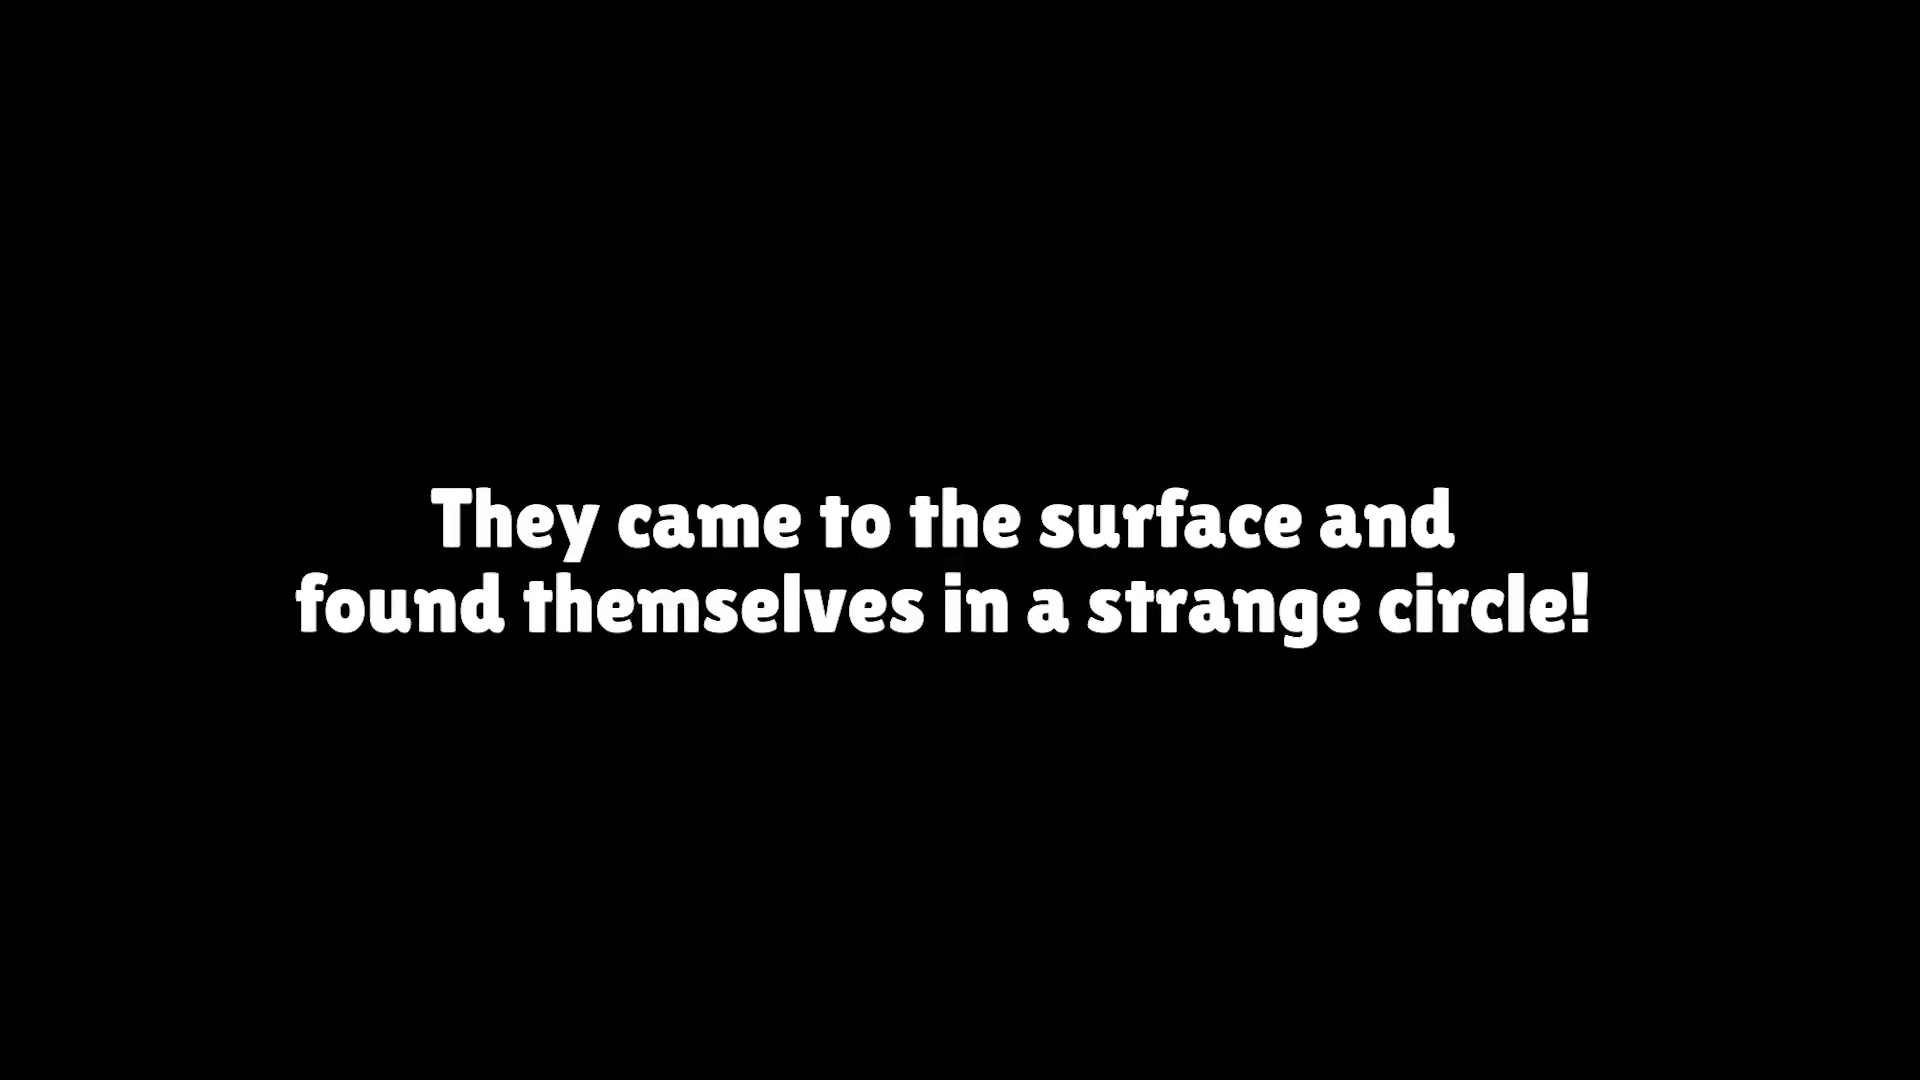 They came to the surface and
found themselves in a strange circle!